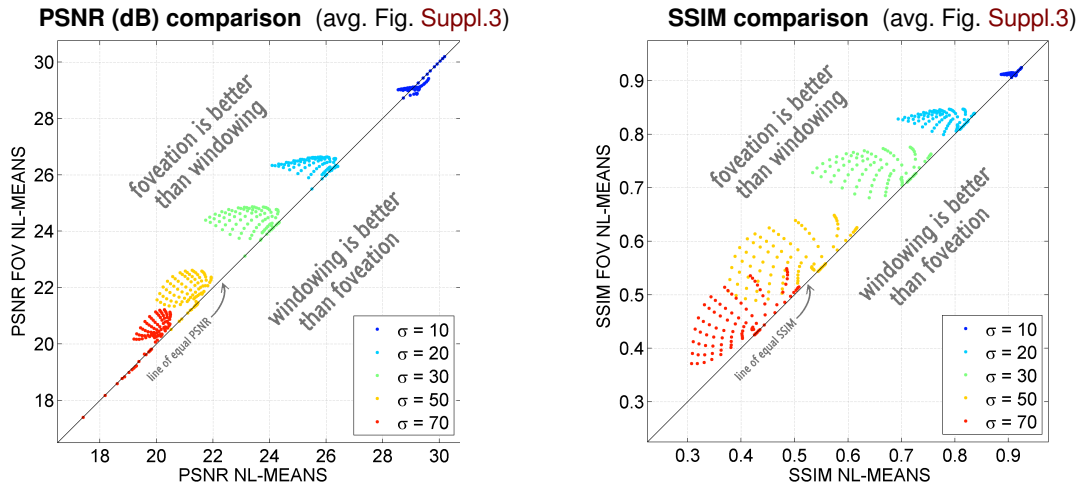 PSNR (dB) comparison (avg. Fig. Suppl.3)
30
28
26
24
22
20
18
18 20 22 24 26 28 30
PSNR FOV NL-MEANS
PSNR NL-MEANS
foveation is better
than windowing
windowing is better
than foveation
line of equal PSNR
σ = 10
σ = 20
σ = 30
σ = 50
σ = 70
SSIM comparison (avg. Fig. Suppl.3)
0.9
0.8
0.7
0.6
0.5
0.4
0.3
0.3 0.4 0.5 0.6 0.7 0.8 0.9
SSIM FOV NL-MEANS
SSIM NL-MEANS
foveation is better
than windowing
windowing is better
than foveation
line of equal SSIM
σ = 10
σ = 20
σ = 30
σ = 50
σ = 70